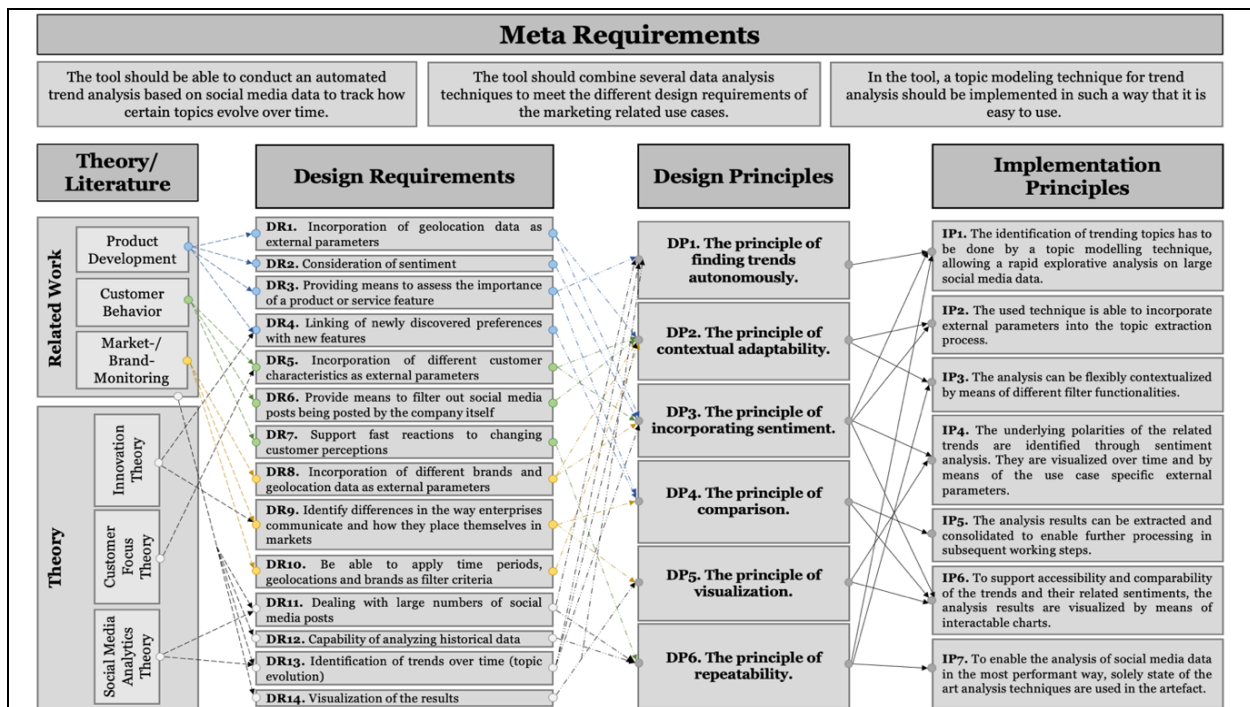 Meta Requirements
The tool should be able to conduct an automated
trend analysis based on social media data to track how
certain topics evolve over time.
The tool should combine several data analysis
techniques to meet the different design requirements of
the marketing related use cases.
In the tool, a topic modeling technique for trend
analysis should be implemented in such a way that it is
easy to use.
Theory/
Literature
Related Work
Product
Development
Customer
Behavior
Market-/
Brand-
Monitoring
Theory
Innovation
Theory
Customer
Focus
Theory
Social Media
Analytics
Theory
Design Requirements
DR1. Incorporation of geolocation data as
external parameters
DR2. Consideration of sentiment
DR3. Providing means to assess the importance
of a product or service feature
DR4. Linking of newly discovered preferences
with new features
DR5. Incorporation of different customer
characteristics as external parameters
DR6. Provide means to filter out social media
posts being posted by the company itself
DR7. Support fast reactions to changing
customer perceptions
DR8. Incorporation of different brands and
geolocation data as external parameters
DR9. Identify differences in the way enterprises
communicate and how they place themselves in
markets
DR10. Be able to apply time periods,
geolocations and brands as filter criteria
DR11. Dealing with large numbers of social
media posts
DR12. Capability of analyzing historical data
DR13. Identification of trends over time (topic
evolution)
DR14. Visualization of the results
Design Principles
DP1. The principle of
finding trends
autonomously.
DP2. The principle of
contextual adaptability.
DP3. The principle of
incorporating sentiment.
DP4. The principle of
comparison.
DP5. The principle of
visualization.
DP6. The principle of
repeatability.
Implementation
Principles
IP1. The identification of trending topics has to
be done by a topic modelling technique,
allowing a rapid explorative analysis on large
social media data.
IP2. The used technique is able to incorporate
external parameters into the topic extraction
process.
IP3. The analysis can be flexibly contextualized
by means of different filter functionalities.
IP4. The underlying polarities of the related
trends are identified through sentiment
analysis. They are visualized over time and by
means of the use case specific external
parameters.
IP5. The analysis results can be extracted and
consolidated to enable further processing in
subsequent working steps.
IP6. To support accessibility and comparability
of the trends and their related sentiments, the
analysis results are visualized by means of
interactable charts.
IP7. To enable the analysis of social media data
in the most performant way, solely state of the
art analysis techniques are used in the artefact.